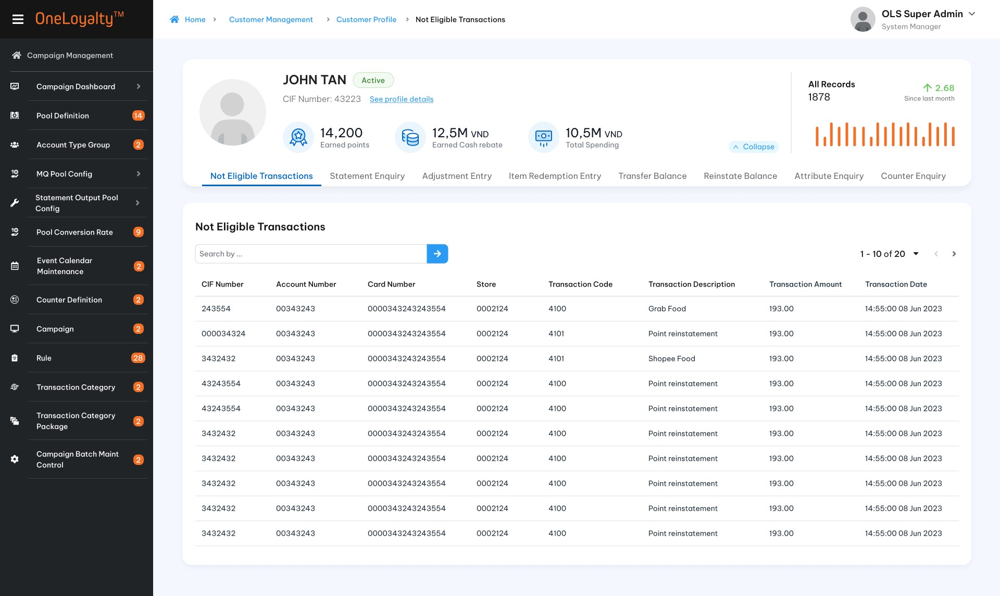 OneLoyalty™
Home > Customer Management > Customer Profile > Not Eligible Transactions
OLS Super Admin
System Manager
Campaign Management
Campaign Dashboard
Pool Definition 14
Account Type Group 2
MQ Pool Config
Statement Output Pool
Config
Pool Conversion Rate 9
Event Calendar
Maintenance 2
Counter Definition 2
Campaign 2
Rule 28
Transaction Category 2
Transaction Category
Package 2
Campaign Batch Maint
Control 2
JOHN TAN Active
CIF Number: 43223 See profile details
14,200
Earned points
12,5M VND
Earned Cash rebate
10,5M VND
Total Spending
Collapse
All Records
1878
2.68
Since last month
Not Eligible Transactions Statement Enquiry Adjustment Entry Item Redemption Entry Transfer Balance Reinstate Balance Attribute Enquiry Counter Enquiry
Not Eligible Transactions
Search by ...
1 - 10 of 20
CIF Number Account Number Card Number Store Transaction Code Transaction Description Transaction Amount Transaction Date
243554 00343243 0000343243243554 0002124 4100 Grab Food 193.00 14:55:00 08 Jun 2023
000034324 00343243 0000343243243554 0002124 4101 Point reinstatement 193.00 14:55:00 08 Jun 2023
3432432 00343243 0000343243243554 0002124 4101 Shopee Food 193.00 14:55:00 08 Jun 2023
43243554 00343243 0000343243243554 0002124 4100 Point reinstatement 193.00 14:55:00 08 Jun 2023
43243554 00343243 0000343243243554 0002124 4100 Point reinstatement 193.00 14:55:00 08 Jun 2023
3432432 00343243 0000343243243554 0002124 4100 Point reinstatement 193.00 14:55:00 08 Jun 2023
3432432 00343243 0000343243243554 0002124 4100 Point reinstatement 193.00 14:55:00 08 Jun 2023
3432432 00343243 0000343243243554 0002124 4100 Point reinstatement 193.00 14:55:00 08 Jun 2023
3432432 00343243 0000343243243554 0002124 4100 Point reinstatement 193.00 14:55:00 08 Jun 2023
3432432 00343243 0000343243243554 0002124 4100 Point reinstatement 193.00 14:55:00 08 Jun 2023